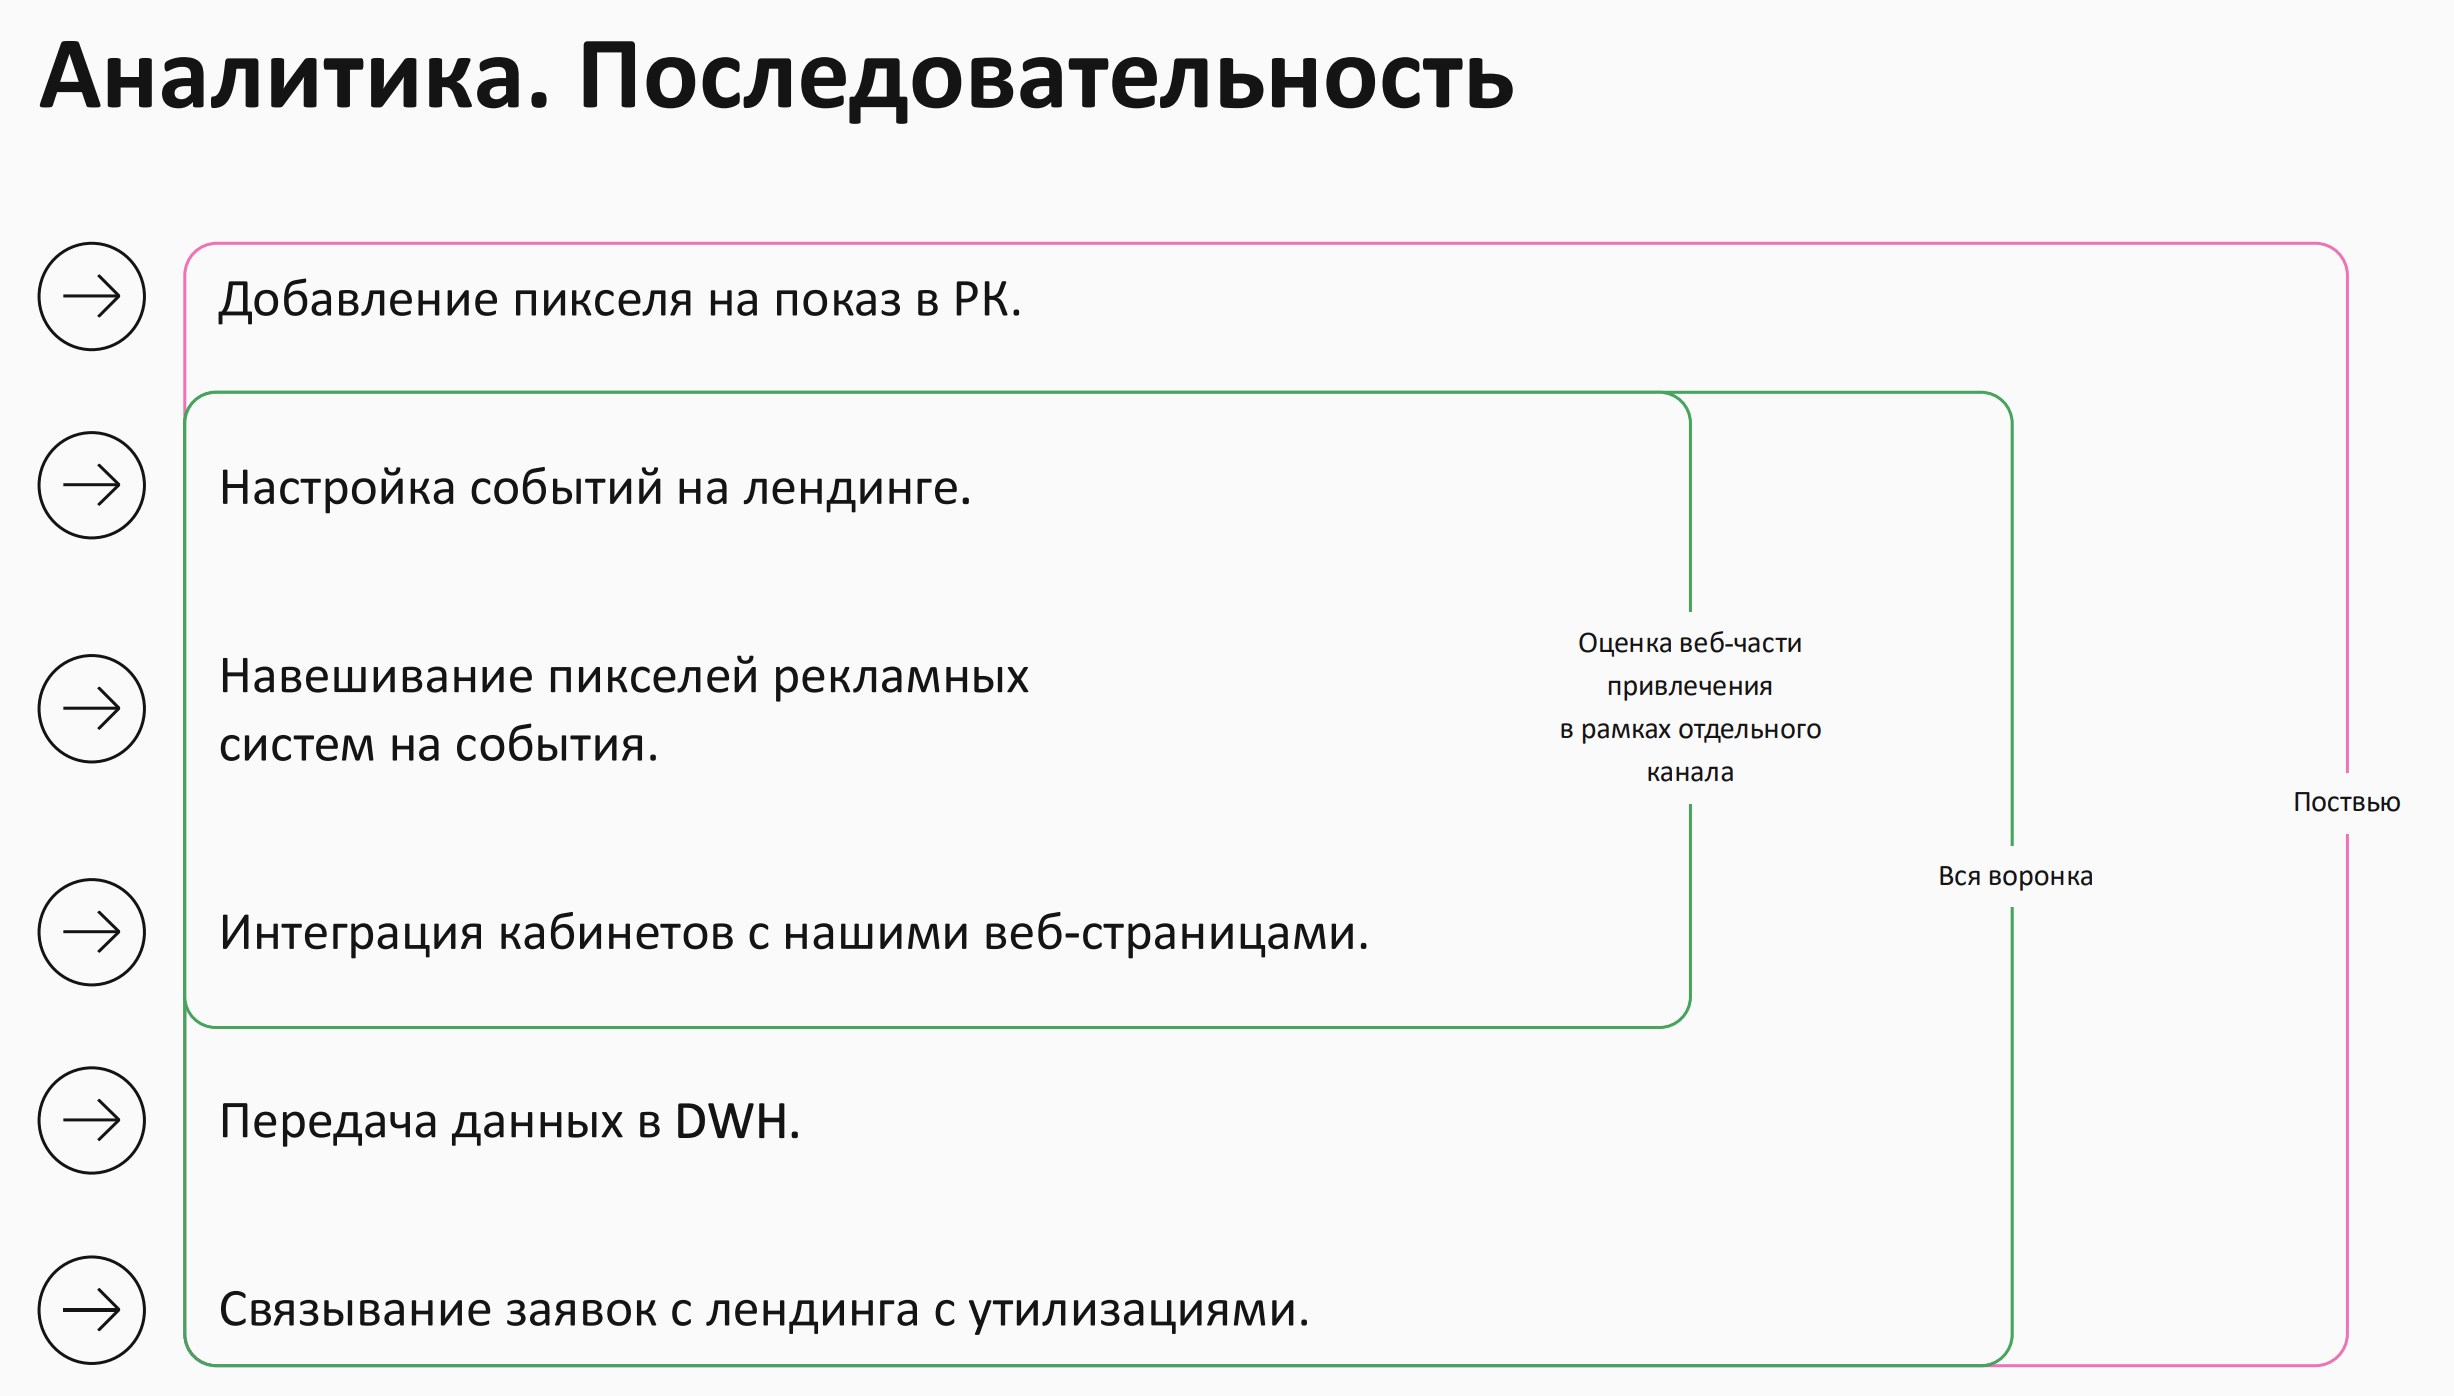 Аналитика. Последовательность
Добавление пикселя на показ в РК.
Настройка событий на лендинге.
Навешивание пикселей рекламных
систем на события.
Интеграция кабинетов с нашими веб-страницами.
Передача данных в DWH.
Связывание заявок с лендинга с утилизациями.
Оценка веб-части
привлечения
в рамках отдельного
канала
Вся воронка
Поствью